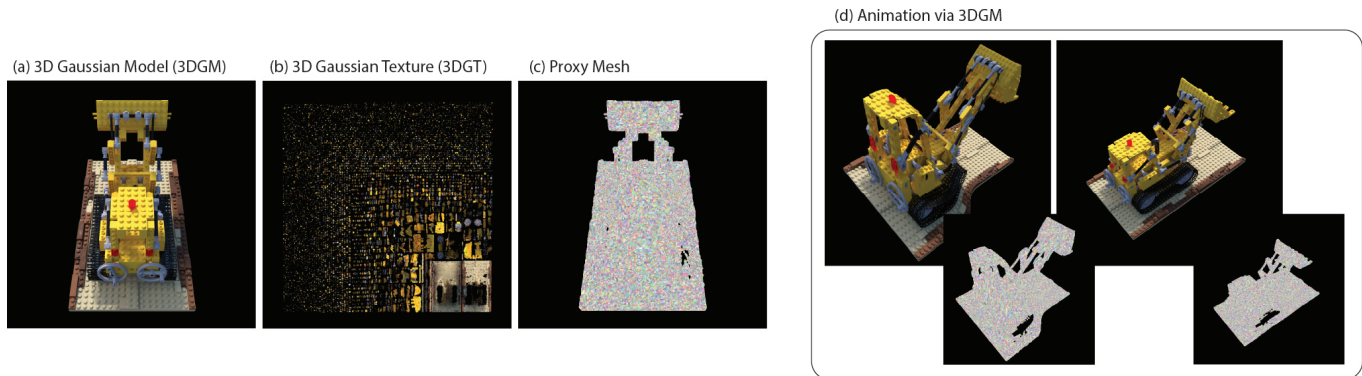 (d) Animation via 3DGM
(a) 3D Gaussian Model (3DGM)
(b) 3D Gaussian Texture (3DGT)
(c) Proxy Mesh